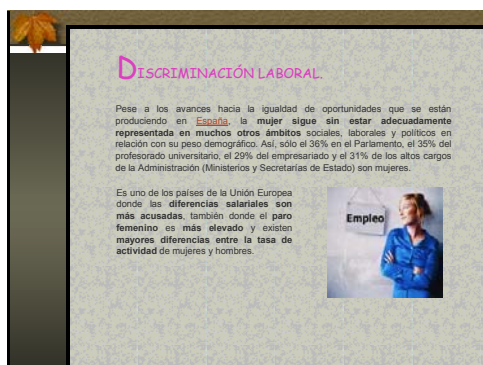 DISCRIMINACIÓN LABORAL.
Pese a los avances hacia la igualdad de oportunidades que se están
produciendo en España, la mujer sigue sin estar adecuadamente
representada en muchos otros ámbitos sociales, laborales y políticos en
relación con su peso demográfico. Así, sólo el 36% en el Parlamento, el 35% del
profesorado universitario, el 29% del empresariado y el 31% de los altos cargos
de la Administración (Ministerios y Secretarías de Estado) son mujeres.
Es uno de los países de la Unión Europea
donde las diferencias salariales son
más acusadas, también donde el paro
femenino es más elevado y existen
mayores diferencias entre la tasa de
actividad de mujeres y hombres.
Empleo